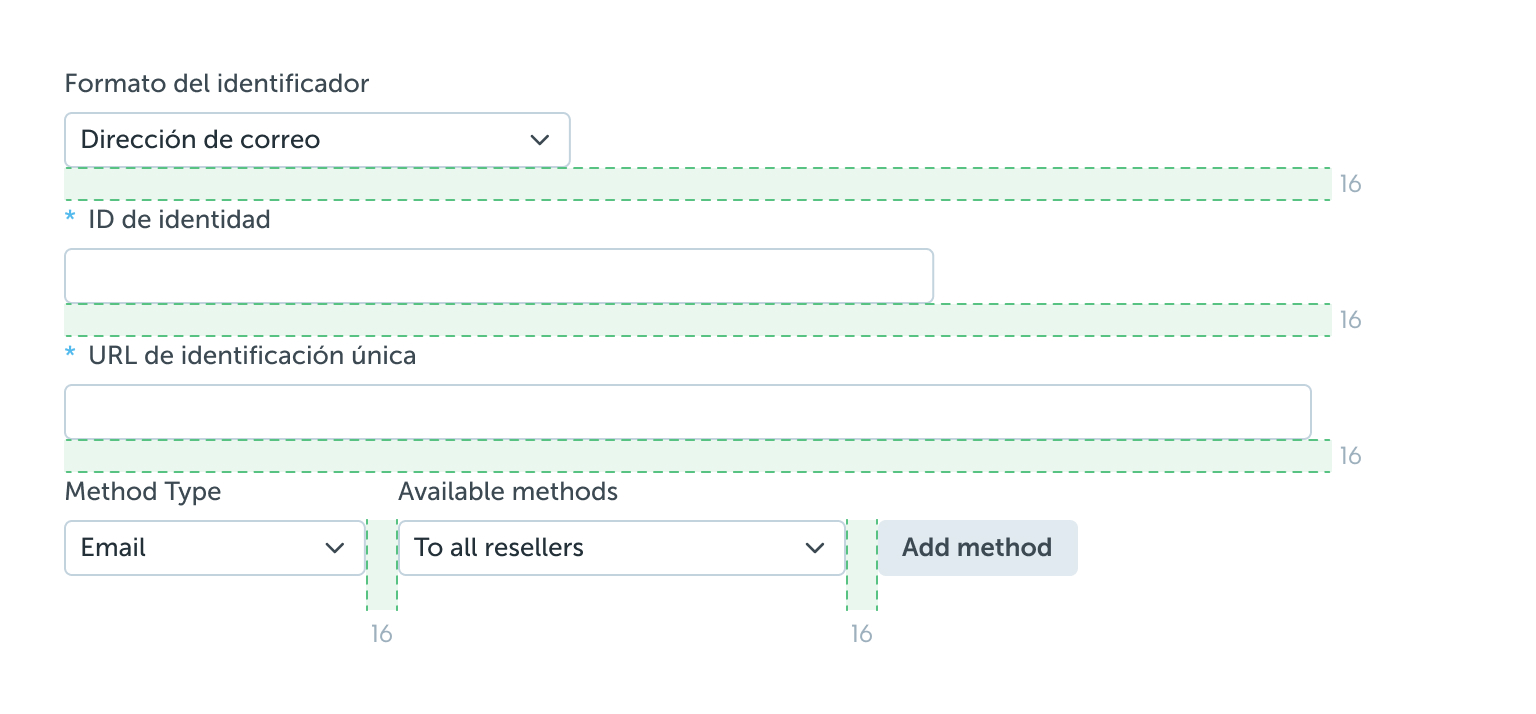 Formato del identificador
Dirección de correo
16
* ID de identidad
16
* URL de identificación única
16
Method Type Available methods
Email To all resellers Add method
16 16